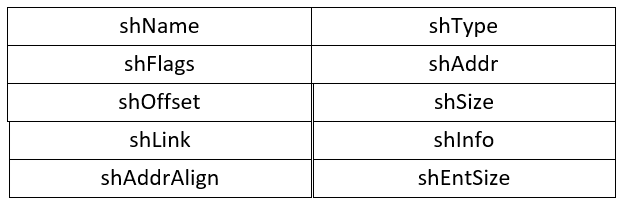 shName shType
shFlags shAddr
shOffset shSize
shLink shInfo
shAddrAlign shEntSize